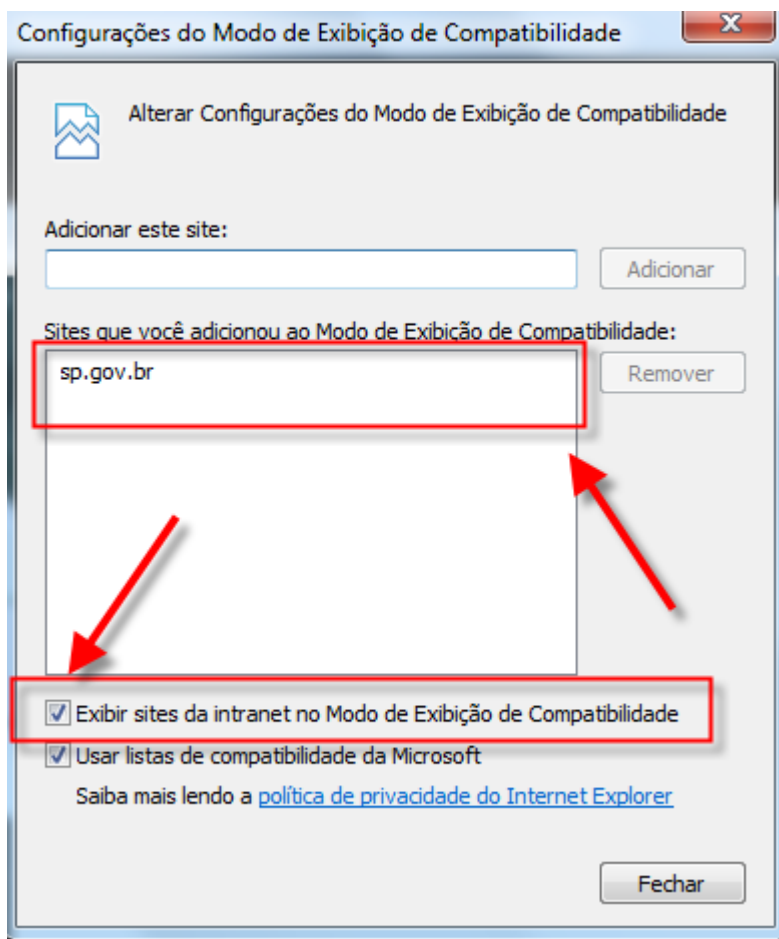 Configurações do Modo de Exibição de Compatibilidade
Alterar Configurações do Modo de Exibição de Compatibilidade
Adicionar este site:
Adicionar
Sites que você adicionou ao Modo de Exibição de Compatibilidade:
sp.gov.br
Remover
Exibir sites da intranet no Modo de Exibição de Compatibilidade
Usar listas de compatibilidade da Microsoft
Saiba mais lendo a política de privacidade do Internet Explorer
Fechar